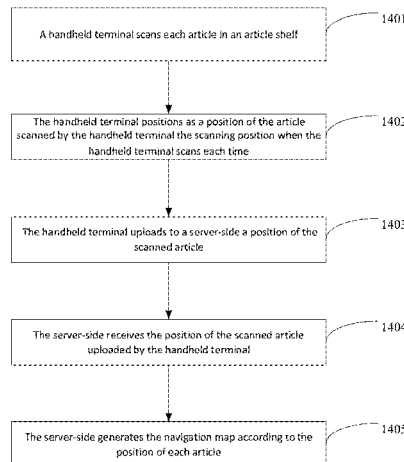 A handheld terminal scans each article in an article shelf
1401
The handheld terminal positions as a position of the article
scanned by the handheld terminal the scanning position when the
handheld terminal scans each time
1402
The handheld terminal uploads to a server-side a position of the
scanned article
1403
The server-side receives the position of the scanned article
uploaded by the handheld terminal
1404
The server-side generates the navigation map according to the
position of each article
1405